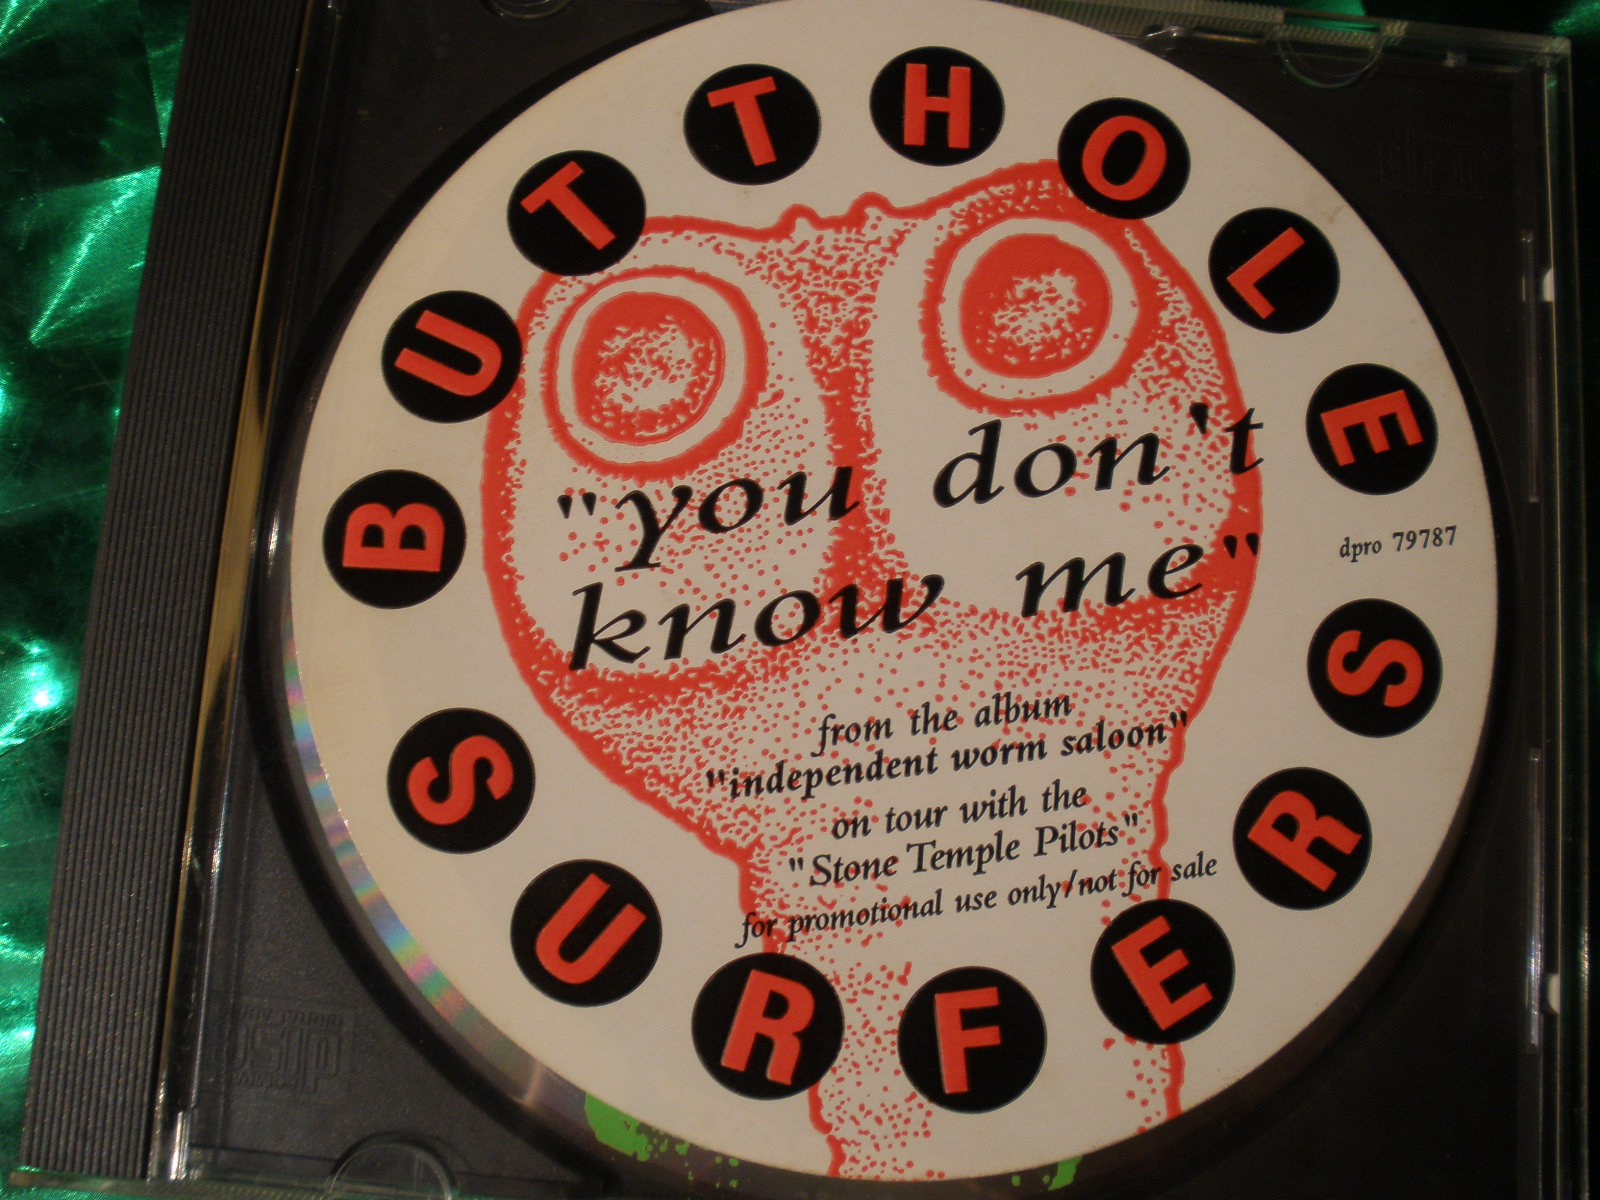 BUTTHOLE
SURFERS
"you don't
know me"
dpro 79787
from the album
"independent worm saloon"
on tour with the
"Stone Temple Pilots"
for promotional use only/not for sale